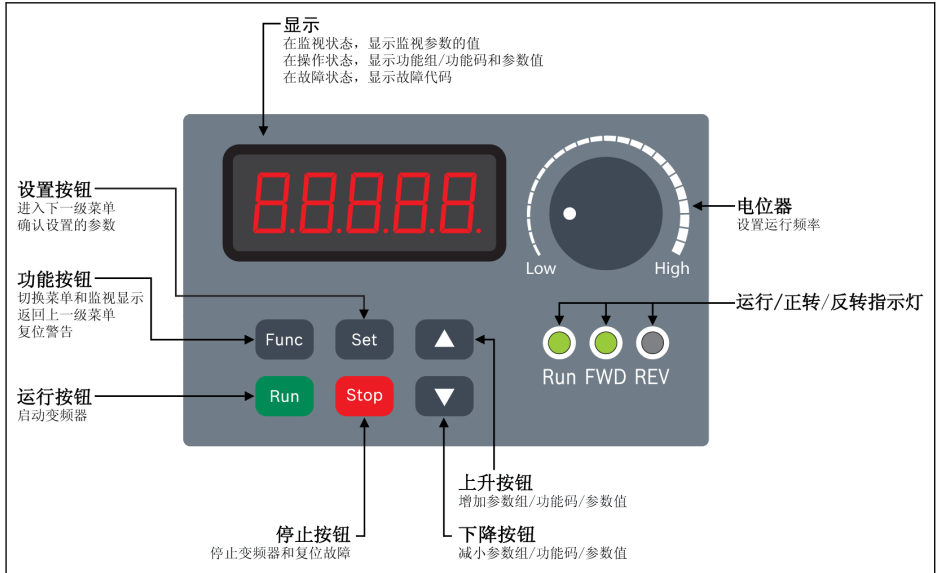 显示
在监视状态，显示监视参数的值
在操作状态，显示功能组/功能码和参数值
在故障状态，显示故障代码
设置按钮
进入下一级菜单
确认设置的参数
8.8.8.8.8.
Low
High
电位器
设置运行频率
功能按钮
切换菜单和监视显示
返回上一级菜单
复位警告
Func
Set
运行/正转/反转指示灯
Run FWD REV
运行按钮
启动变频器
Run
Stop
上升按钮
增加参数组/功能码/参数值
停止按钮
停止变频器和复位故障
下降按钮
减小参数组/功能码/参数值